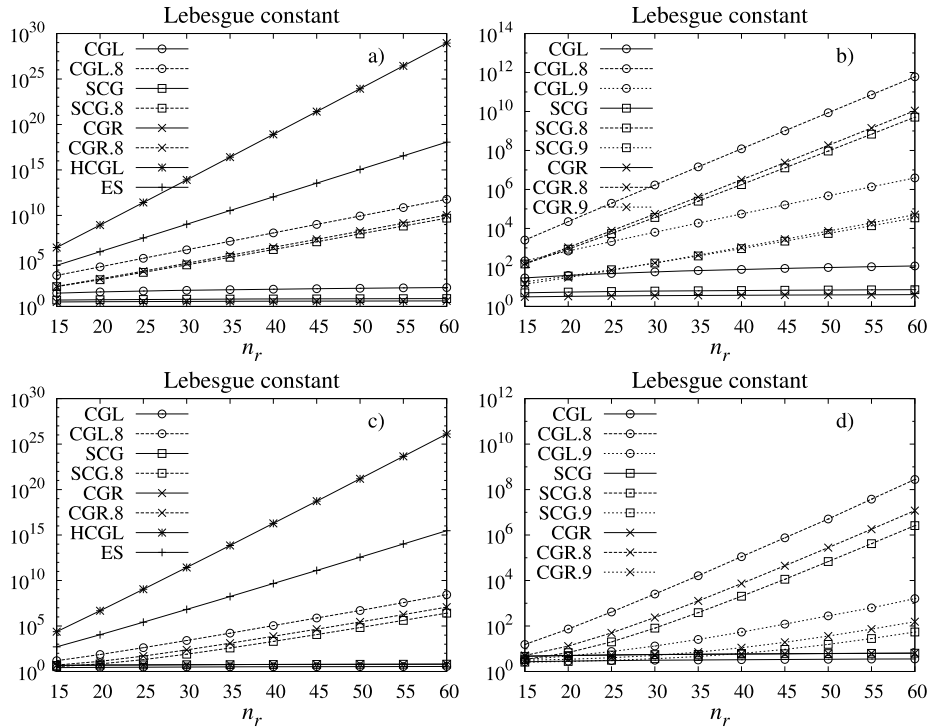 Lebesgue constant
10^30
10^25
10^20
10^15
10^10
10^5
10^0
CGL
CGL.8
SCG
SCG.8
CGR
CGR.8
HCGL
ES
a)
15 20 25 30 35 40 45 50 55 60
n_r
Lebesgue constant
10^14
10^12
10^10
10^8
10^6
10^4
10^2
10^0
CGL
CGL.8
CGL.9
SCG
SCG.8
SCG.9
CGR
CGR.8
CGR.9
b)
15 20 25 30 35 40 45 50 55 60
n_r
Lebesgue constant
10^30
10^25
10^20
10^15
10^10
10^5
10^0
CGL
CGL.8
SCG
SCG.8
CGR
CGR.8
HCGL
ES
c)
15 20 25 30 35 40 45 50 55 60
n_r
Lebesgue constant
10^12
10^10
10^8
10^6
10^4
10^2
10^0
CGL
CGL.8
CGL.9
SCG
SCG.8
SCG.9
CGR
CGR.8
CGR.9
d)
15 20 25 30 35 40 45 50 55 60
n_r